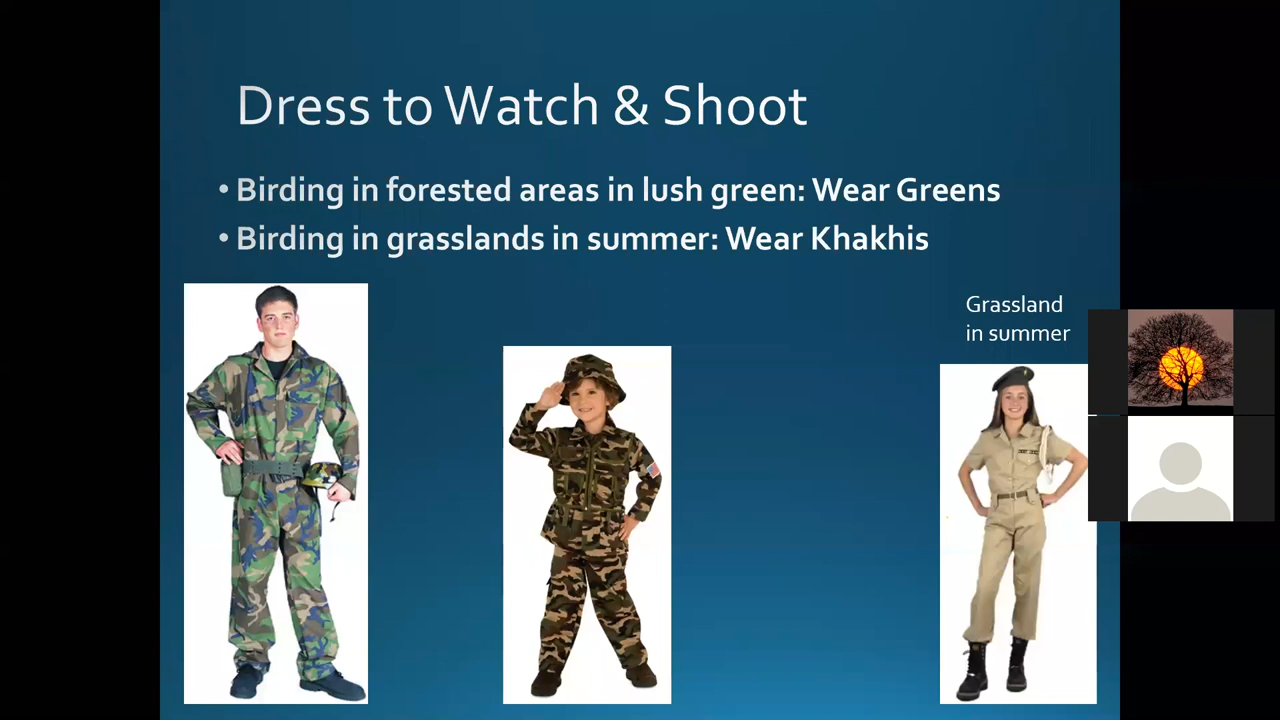 Dress to Watch & Shoot
• Birding in forested areas in lush green: Wear Greens
• Birding in grasslands in summer: Wear Khakhis
Grassland
in summer